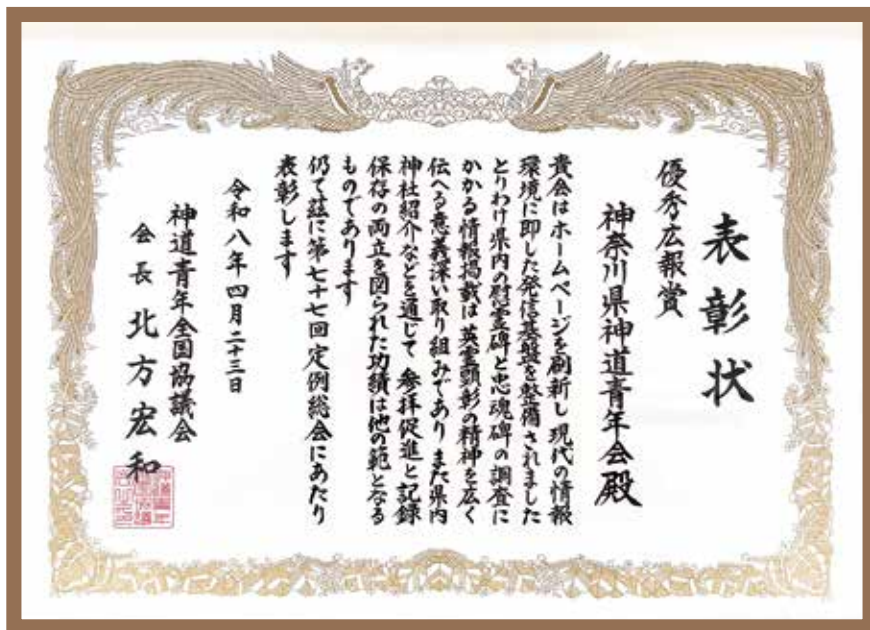 表彰状
優秀広報賞
神奈川県神道青年会殿
貴会はホームページを刷新し 現代の情報
環境に即した発信基盤を整備されました
とりわけ県内の慰霊碑と忠魂碑の調査に
かかる情報掲載は 英霊顕彰の精神を広く
伝へる意義深い取り組みであり また県内
神社紹介などを通じて 参拝促進と記録
保存の両立を図られた功績は他の範となる
ものであります
仍て茲に第七十七回定例総会にあたり
表彰します
令和八年四月二十三日
神道青年全国協議会
会長 北方宏和